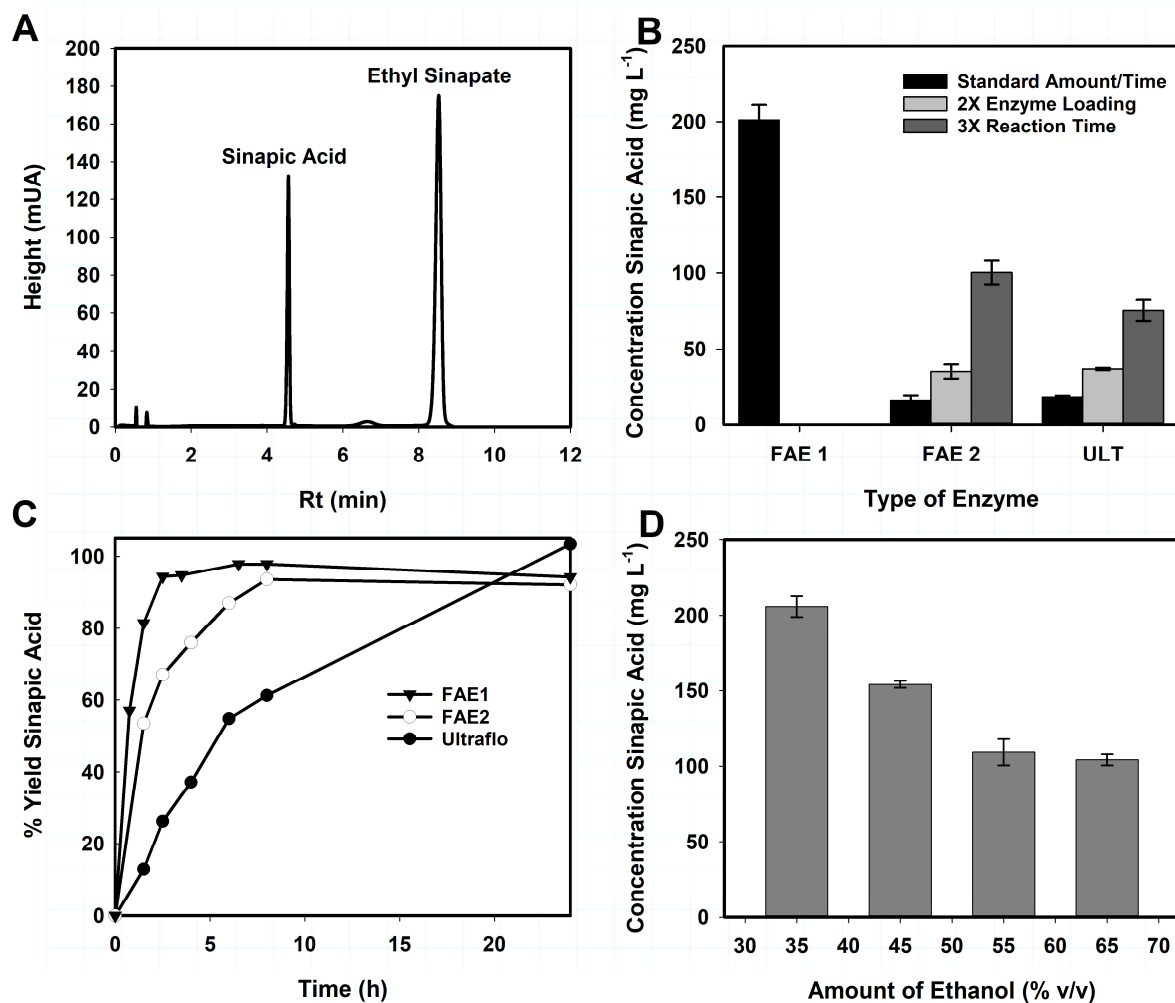 A
200
180
160
140
120
100
80
60
40
20
0
Height (mUA)
Sinapic Acid
Ethyl Sinapate
0 2 4 6 8 10 12
Rt (min)
B
250
200
150
100
50
0
Concentration Sinapic Acid (mg L-1)
Standard Amount/Time
2X Enzyme Loading
3X Reaction Time
FAE 1 FAE 2 ULT
Type of Enzyme
C
100
80
60
40
20
0
% Yield Sinapic Acid
FAE1
FAE2
Ultraflo
0 5 10 15 20
Time (h)
D
250
200
150
100
50
0
Concentration Sinapic Acid (mg L-1)
30 35 40 45 50 55 60 65 70
Amount of Ethanol (% v/v)